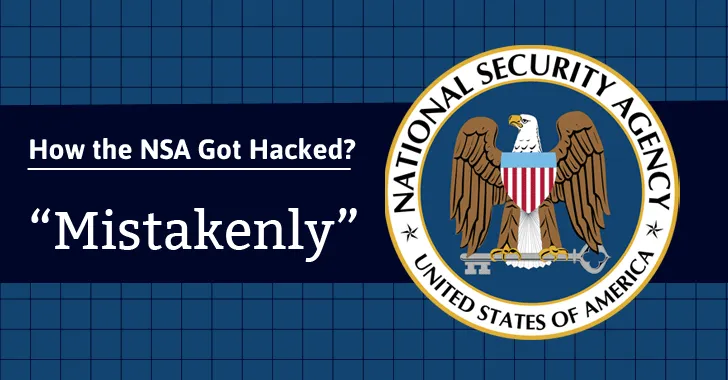 How the NSA Got Hacked?
“Mistakenly”
NATIONAL SECURITY AGENCY
UNITED STATES OF AMERICA